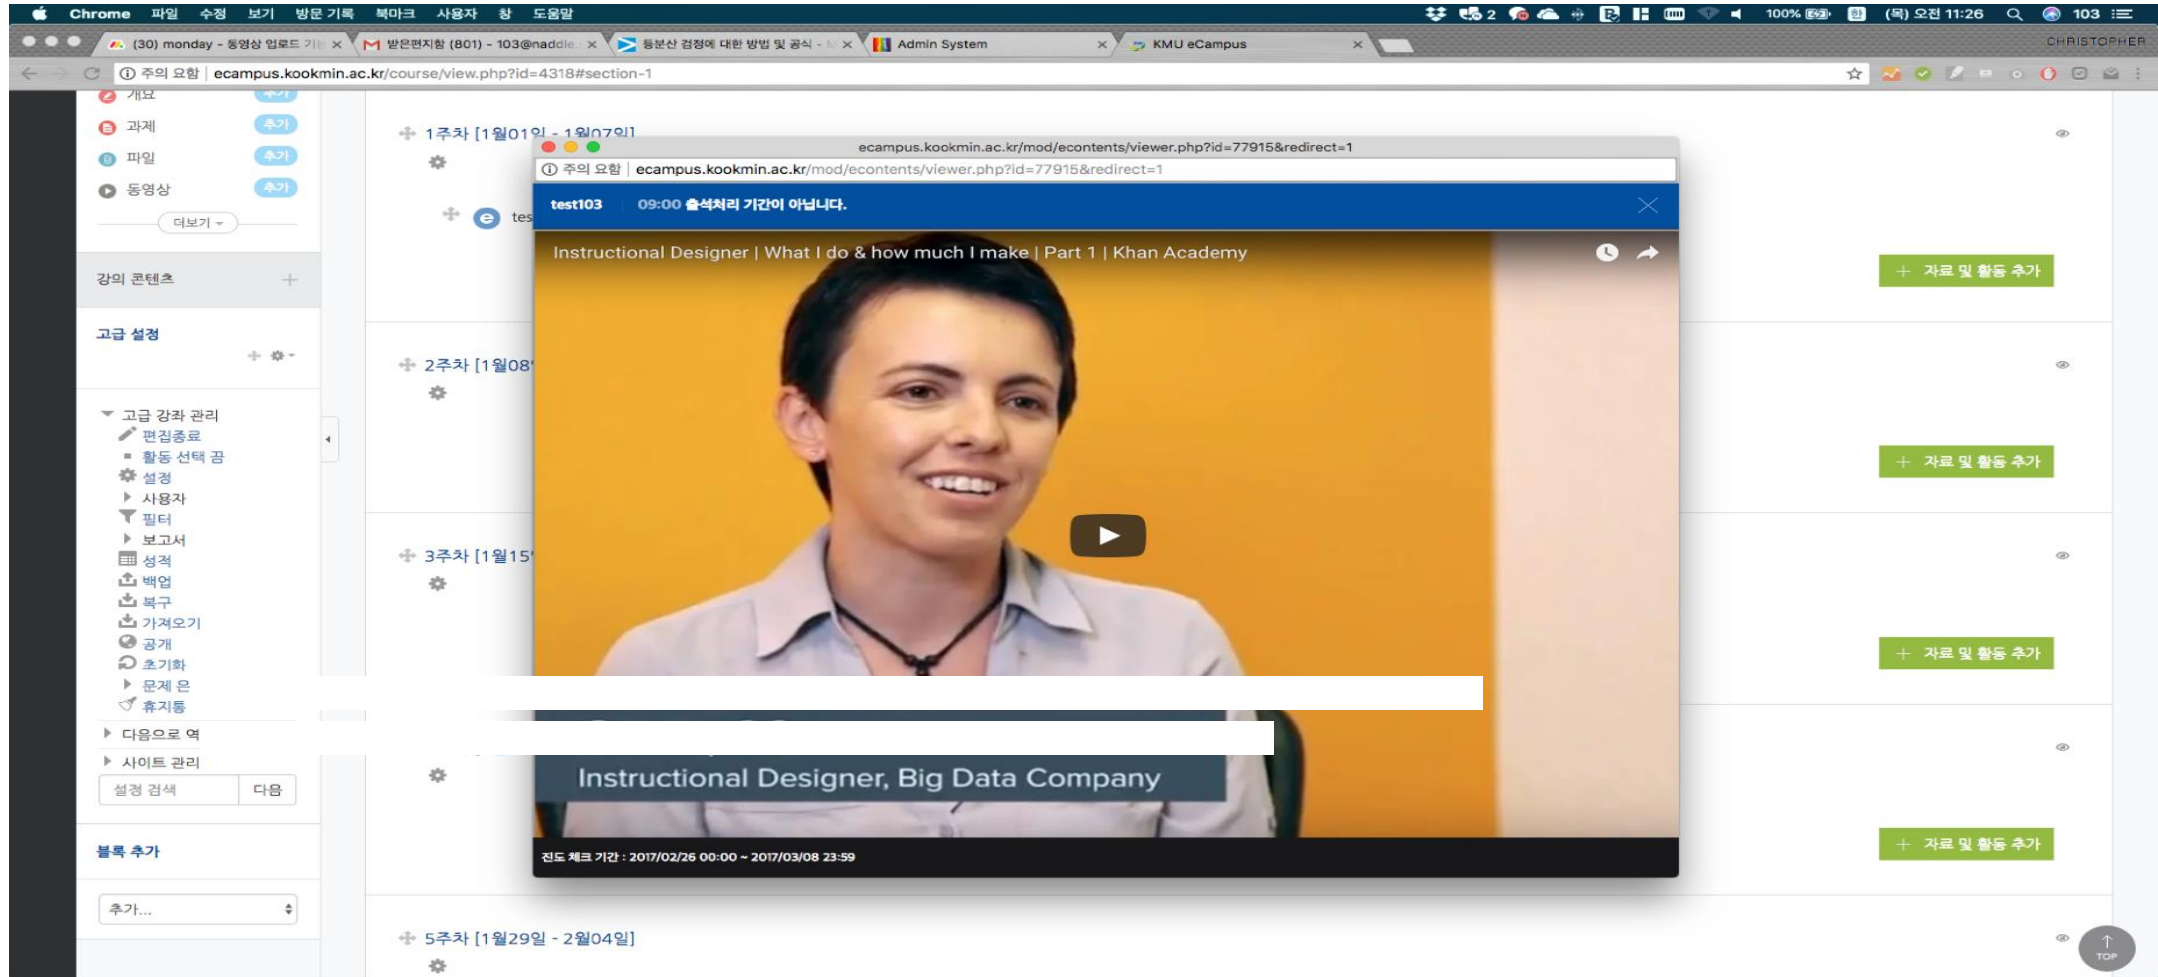 Chrome 파일 수정 보기 방문 기록 북마크 사용자 창 도움말
2 100% 한 (목) 오전 11:26 103
(30) monday - 동영상 업로드 기능
받은편지함 (801) - 103@naddle.
등분산 검정에 대한 방법 및 공식 -
Admin System
KMU eCampus
CHRISTOPHER
주의 요함 ecampus.kookmin.ac.kr/course/view.php?id=4318#section-1
개요 추가
과제 추가
파일 추가
동영상 추가
더보기
강의 콘텐츠
고급 설정
고급 강좌 관리
편집종료
활동 선택 끔
설정
사용자
필터
보고서
성적
백업
복구
가져오기
공개
초기화
문제 은
휴지통
다음으로 역
사이트 관리
설정 검색 다음
블록 추가
추가...
1주차 [1월01일 - 1월07일]
tes
자료 및 활동 추가
2주차 [1월08
자료 및 활동 추가
3주차 [1월15
자료 및 활동 추가
자료 및 활동 추가
5주차 [1월29일 - 2월04일]
TOP
ecampus.kookmin.ac.kr/mod/econtents/viewer.php?id=77915&redirect=1
주의 요함 ecampus.kookmin.ac.kr/mod/econtents/viewer.php?id=77915&redirect=1
test103 09:00 출석처리 기간이 아닙니다.
Instructional Designer | What I do & how much I make | Part 1 | Khan Academy
Instructional Designer, Big Data Company
진도 체크 기간 : 2017/02/26 00:00 ~ 2017/03/08 23:59